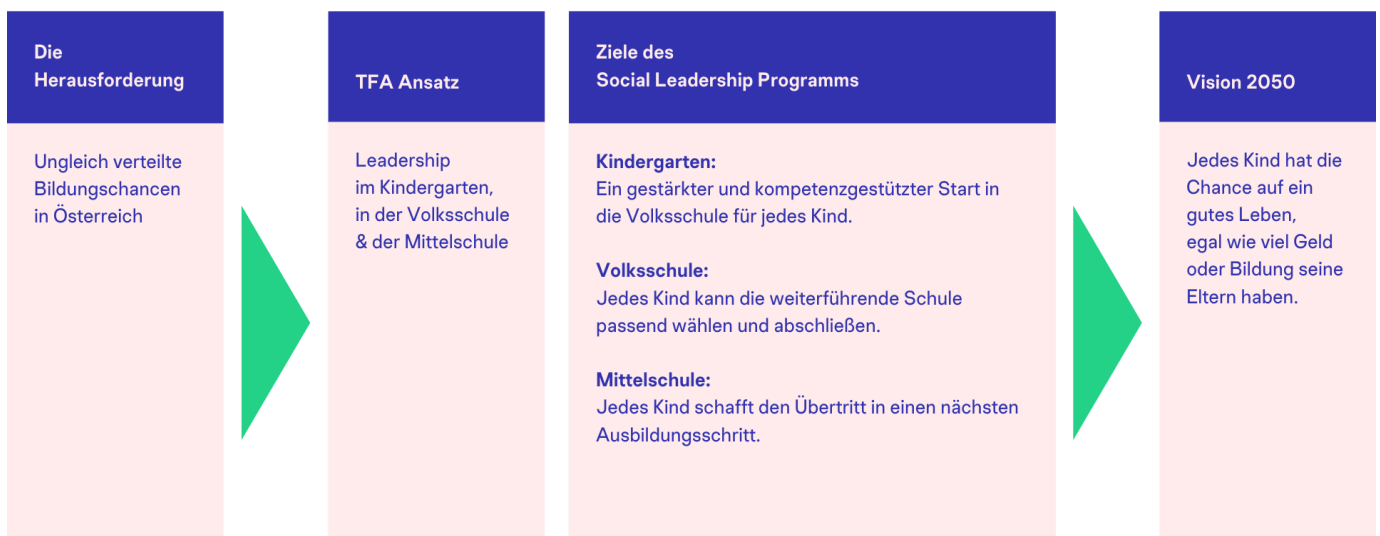 Die
Herausforderung
Ungleich verteilte
Bildungschancen
in Österreich
TFA Ansatz
Leadership
im Kindergarten,
in der Volksschule
& der Mittelschule
Ziele des
Social Leadership Programms
Kindergarten:
Ein gestärkter und kompetenzgestützter Start in
die Volksschule für jedes Kind.
Volksschule:
Jedes Kind kann die weiterführende Schule
passend wählen und abschließen.
Mittelschule:
Jedes Kind schafft den Übertritt in einen nächsten
Ausbildungsschritt.
Vision 2050
Jedes Kind hat die
Chance auf ein
gutes Leben,
egal wie viel Geld
oder Bildung seine
Eltern haben.